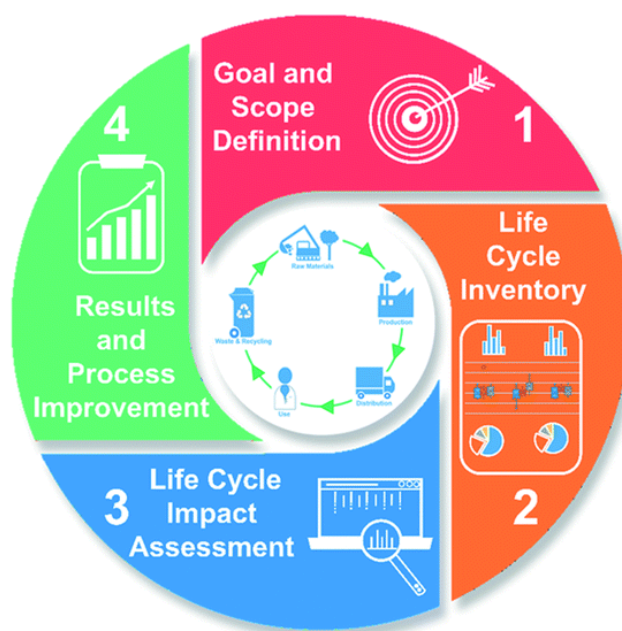 Goal and
Scope
Definition
1
Life
Cycle
Inventory
2
3
Life Cycle
Impact
Assessment
4
Results
and
Process
Improvement
Raw Materials
Production
Distribution
Use
Waste & Recycling